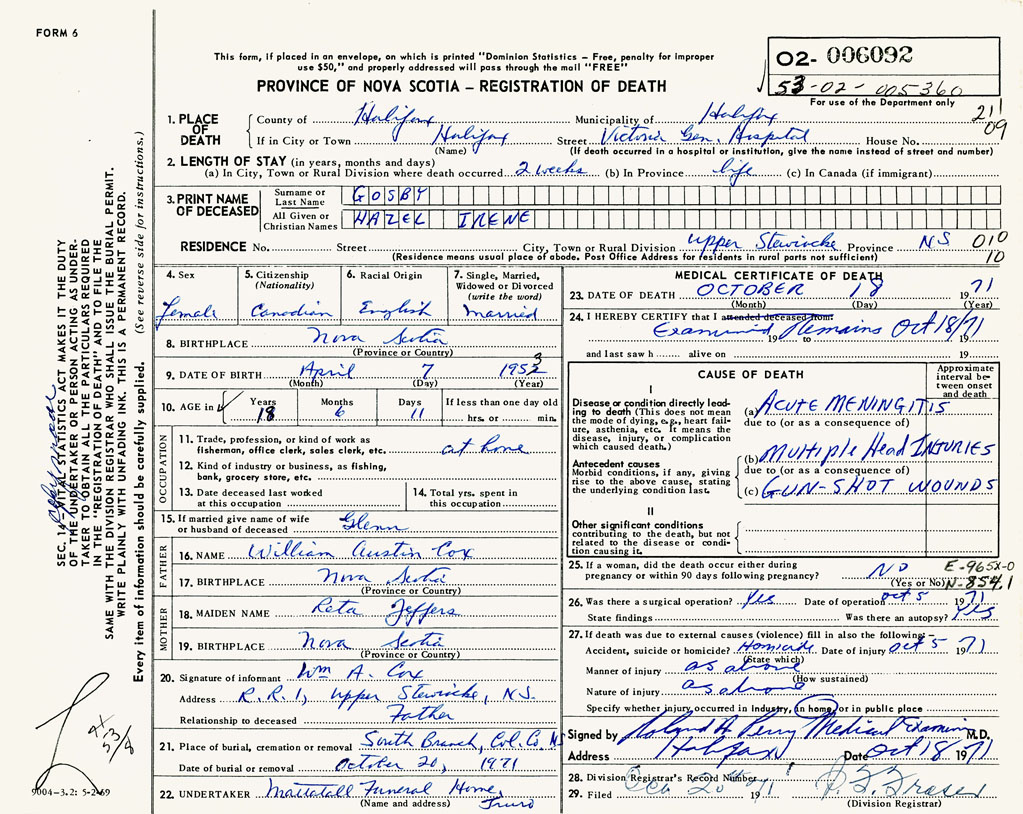 FORM 6
This form, if placed in an envelope, on which is printed "Dominion Statistics – Free, penalty for improper
use $50," and properly addressed will pass through the mail "FREE"
PROVINCE OF NOVA SCOTIA – REGISTRATION OF DEATH
02- 006092
53-02-005360
For use of the Department only
1. PLACE OF DEATH
County of Halifax Municipality of Halifax 211
If in City or Town Halifax Street Victoria Gen. Hospital House No. 09
(Name) (If death occurred in a hospital or institution, give the name instead of street and number)
2. LENGTH OF STAY (in years, months and days)
(a) In City, Town or Rural Division where death occurred 2 weeks (b) In Province life (c) In Canada (if immigrant)
3. PRINT NAME OF DECEASED
Surname or Last Name GOSBY
All Given or Christian Names HAZEL IRENE
RESIDENCE No. Street City, Town or Rural Division Upper Stewiacke Province NS 010
(Residence means usual place of abode. Post Office Address for residents in rural parts not sufficient) 10
4. Sex Female
5. Citizenship (Nationality) Canadian
6. Racial Origin English
7. Single, Married, Widowed or Divorced (write the word) Married
8. BIRTHPLACE Nova Scotia
(Province or Country)
9. DATE OF BIRTH April 7 1953
(Month) (Day) (Year)
10. AGE in Years 18 Months 6 Days 11 If less than one day old hrs. or min.
OCCUPATION
11. Trade, profession, or kind of work as
fisherman, office clerk, sales clerk, etc. at home
12. Kind of industry or business, as fishing,
bank, grocery store, etc.
13. Date deceased last worked
at this occupation
14. Total yrs. spent in
this occupation
15. If married give name of wife
or husband of deceased Glenn
FATHER
16. NAME William Austin Cox
17. BIRTHPLACE Nova Scotia
(Province or Country)
MOTHER
18. MAIDEN NAME Reta Jeffers
19. BIRTHPLACE Nova Scotia
(Province or Country)
20. Signature of informant Wm A. Cox
Address R.R.1, Upper Stewiacke, N.S.
Relationship to deceased Father
21. Place of burial, cremation or removal South Branch, Col. Co. NS
Date of burial or removal October 20, 1971
22. UNDERTAKER Mattatall Funeral Home,
(Name and address) Truro
MEDICAL CERTIFICATE OF DEATH
23. DATE OF DEATH OCTOBER 18 1971
(Month) (Day) (Year)
24. I HEREBY CERTIFY that I attended deceased from:
Examined Remains Oct 18/71
19 to
and last saw h alive on 19
CAUSE OF DEATH
Approximate interval between onset and death
I
Disease or condition directly leading to death (This does not mean the mode of dying, e.g., heart failure, asthenia, etc. It means the disease, injury, or complication which caused death.)
(a) ACUTE MENINGITIS
due to (or as a consequence of)
Antecedent causes
Morbid conditions, if any, giving rise to the above cause, stating the underlying condition last.
(b) Multiple Head INJURIES
due to (or as a consequence of)
(c) GUN-SHOT WOUNDS
II
Other significant conditions
contributing to the death, but not related to the disease or condition causing it.
25. If a woman, did the death occur either during
pregnancy or within 90 days following pregnancy? NO
(Yes or No)
E-965X-0
N-854.1
26. Was there a surgical operation? Yes Date of operation Oct 5 1971
State findings Was there an autopsy? Yes
27. If death was due to external causes (violence) fill in also the following:–
Accident, suicide or homicide? Homicide Date of injury Oct 5 1971
(State which)
Manner of injury as above
(How sustained)
Nature of injury as above
Specify whether injury occurred in industry, in home, or in public place
Signed by Roland H. Perry Medical Examiner M.D.
Address Halifax Date Oct 18 1971
28. Division Registrar's Record Number
29. Filed Oct 20 1971
(Division Registrar)
SEC. 14 – VITAL STATISTICS ACT MAKES IT THE DUTY
OF THE UNDERTAKER OR PERSON ACTING AS UNDERTAKER TO OBTAIN ALL THE PARTICULARS REQUIRED
IN THE "REGISTRATION OF DEATH" AND TO FILE THE
SAME WITH THE DIVISION REGISTRAR WHO SHALL ISSUE THE BURIAL PERMIT.
WRITE PLAINLY WITH UNFADING INK. THIS IS A PERMANENT RECORD.
Every item of information should be carefully supplied. (See reverse side for instructions.)
9004-3.2: 5-2-69